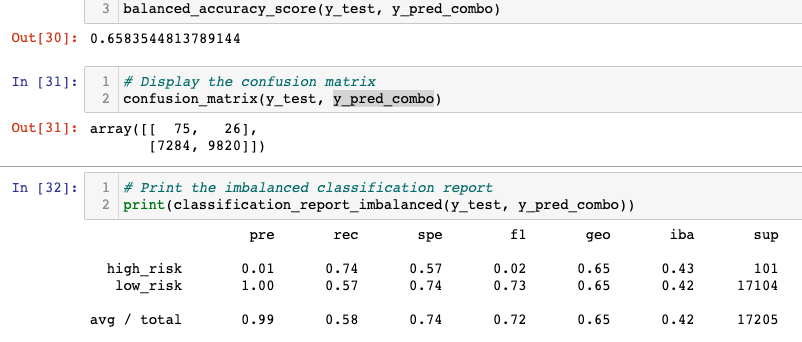 3 balanced_accuracy_score(y_test, y_pred_combo)
Out[30]: 0.6583544813789144
In [31]: 1 # Display the confusion matrix
2 confusion_matrix(y_test, y_pred_combo)
Out[31]: array([[ 75, 26],
[7284, 9820]])
In [32]: 1 # Print the imbalanced classification report
2 print(classification_report_imbalanced(y_test, y_pred_combo))
pre rec spe f1 geo iba sup
high_risk 0.01 0.74 0.57 0.02 0.65 0.43 101
low_risk 1.00 0.57 0.74 0.73 0.65 0.42 17104
avg / total 0.99 0.58 0.74 0.72 0.65 0.42 17205